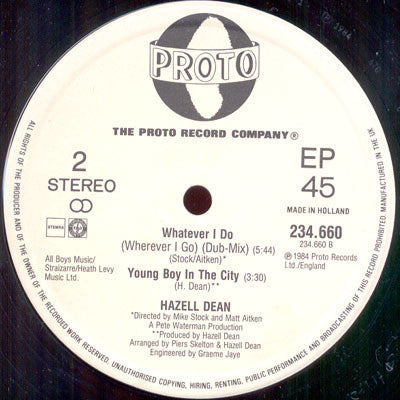 PROTO
THE PROTO RECORD COMPANY®
2
STEREO
EP
45
MADE IN HOLLAND
STEMRA
234.660
234.660 B
℗1984 Proto Records
Ltd./England
All Boys Music/
Straizarre/Heath Levy
Music Ltd.
Whatever I Do
(Wherever I Go) (Dub-Mix) (5:44)
(Stock/Aitken)*
Young Boy In The City (3:30)
(H. Dean)**
HAZELL DEAN
*Directed by Mike Stock and Matt Aitken
A Pete Waterman Production
**Produced by Hazell Dean
Arranged by Piers Skelton & Hazell Dean
Engineered by Graeme Jaye
ALL RIGHTS OF THE PRODUCER AND OF THE OWNER OF THE RECORDED WORK RESERVED. UNAUTHORISED COPYING, HIRING, RENTING, PUBLIC PERFORMANCE AND BROADCASTING OF THIS RECORD PROHIBITED. MANUFACTURED IN THE UK